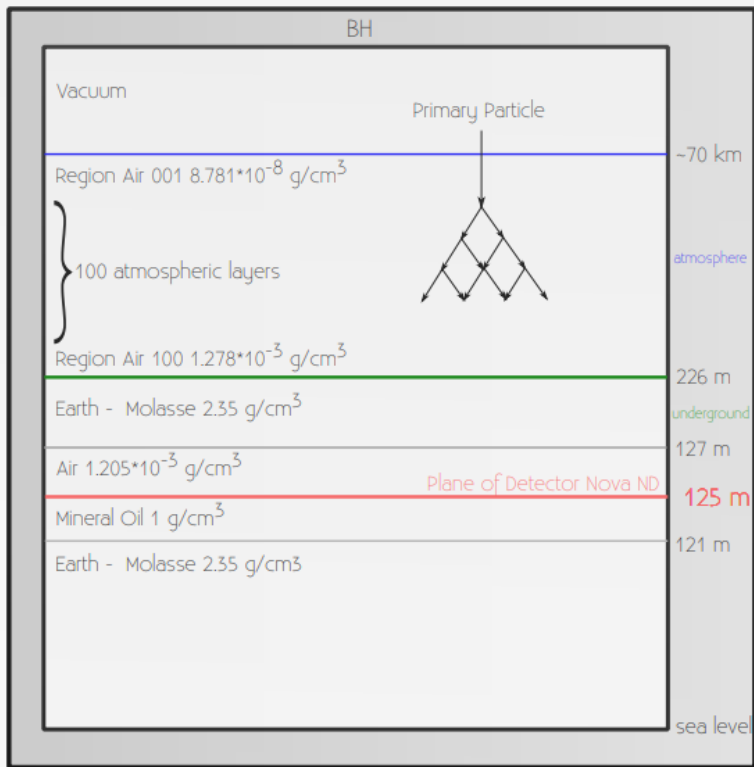 BH
Vacuum
Primary Particle
~70 km
Region Air 001 8.781*10⁻⁸ g/cm³
atmosphere
100 atmospheric layers
Region Air 100 1.278*10⁻³ g/cm³
226 m
Earth - Molasse 2.35 g/cm³
underground
127 m
Air 1.205*10⁻³ g/cm³
Plane of Detector Nova ND
125 m
Mineral Oil 1 g/cm³
121 m
Earth - Molasse 2.35 g/cm3
sea level